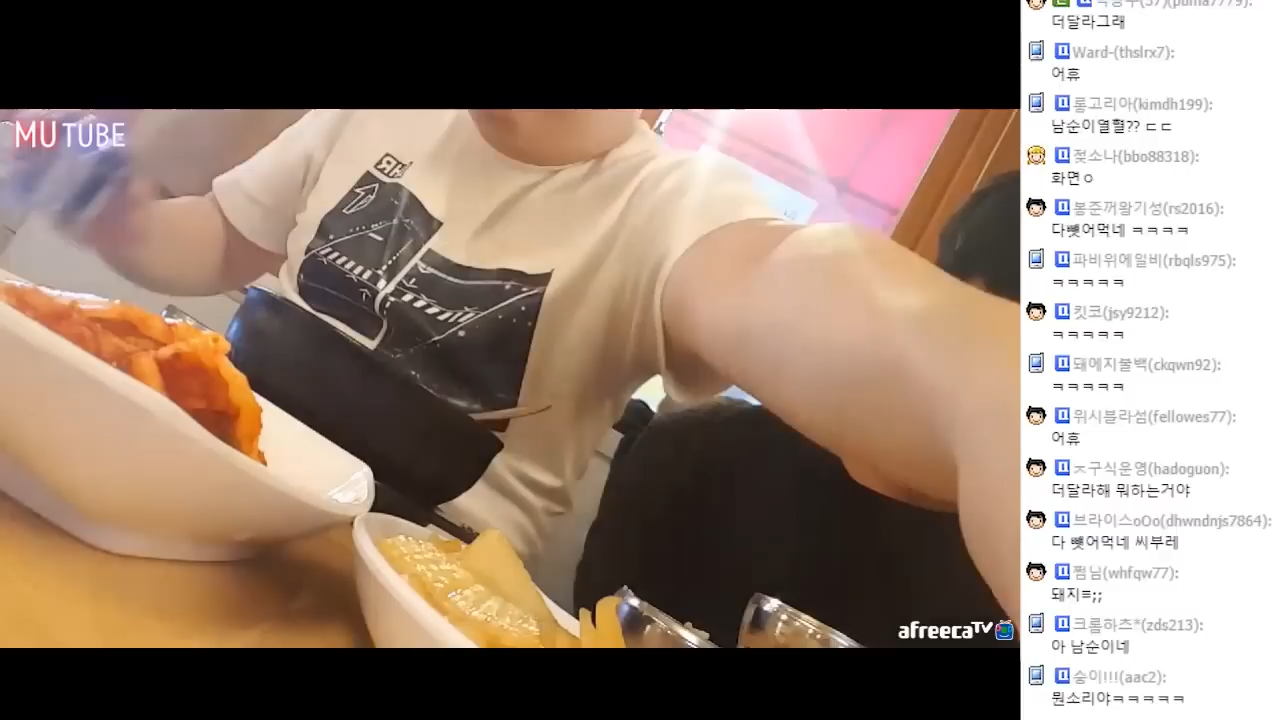 더달라그래
Ward-(thslrx7):
어휴
롱고리아(kimdh199):
남순이열혈?? ㄷㄷ
젖소나(bbo88318):
화면ㅇ
봉준꺼왕기성(rs2016):
다뺏어먹네 ㅋㅋㅋㅋ
파비위에일비(rbqls975):
ㅋㅋㅋㅋㅋ
킷코(jsy9212):
ㅋㅋㅋㅋㅋ
돼에지불백(ckqwn92):
ㅋㅋㅋㅋㅋ
위시블라섬(fellowes77):
어휴
ㅈ구식운영(hadoguon):
더달라해 뭐하는거야
브라이스oOo(dhwndnjs7864):
다 뺏어먹네 씨부레
쩜님(whfqw77):
돼지ㅌ;;
크롬하츠*(zds213):
아 남순이네
숭이!!!(aac2):
뭔소리야ㅋㅋㅋㅋㅋ
MUTUBE
HR
afreecaTV